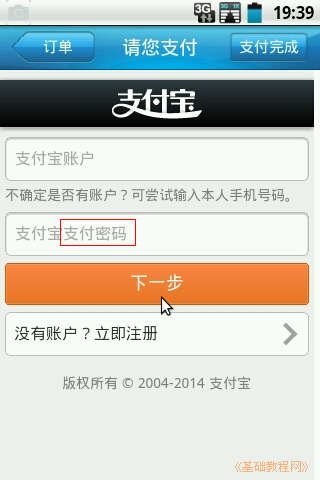 3G 3G 1X 19:39
订单 请您支付 支付完成
支付宝
支付宝账户
不确定是否有账户？可尝试输入本人手机号码。
支付宝支付密码
下一步
没有账户？立即注册
版权所有 © 2004-2014 支付宝
《基础教程网》